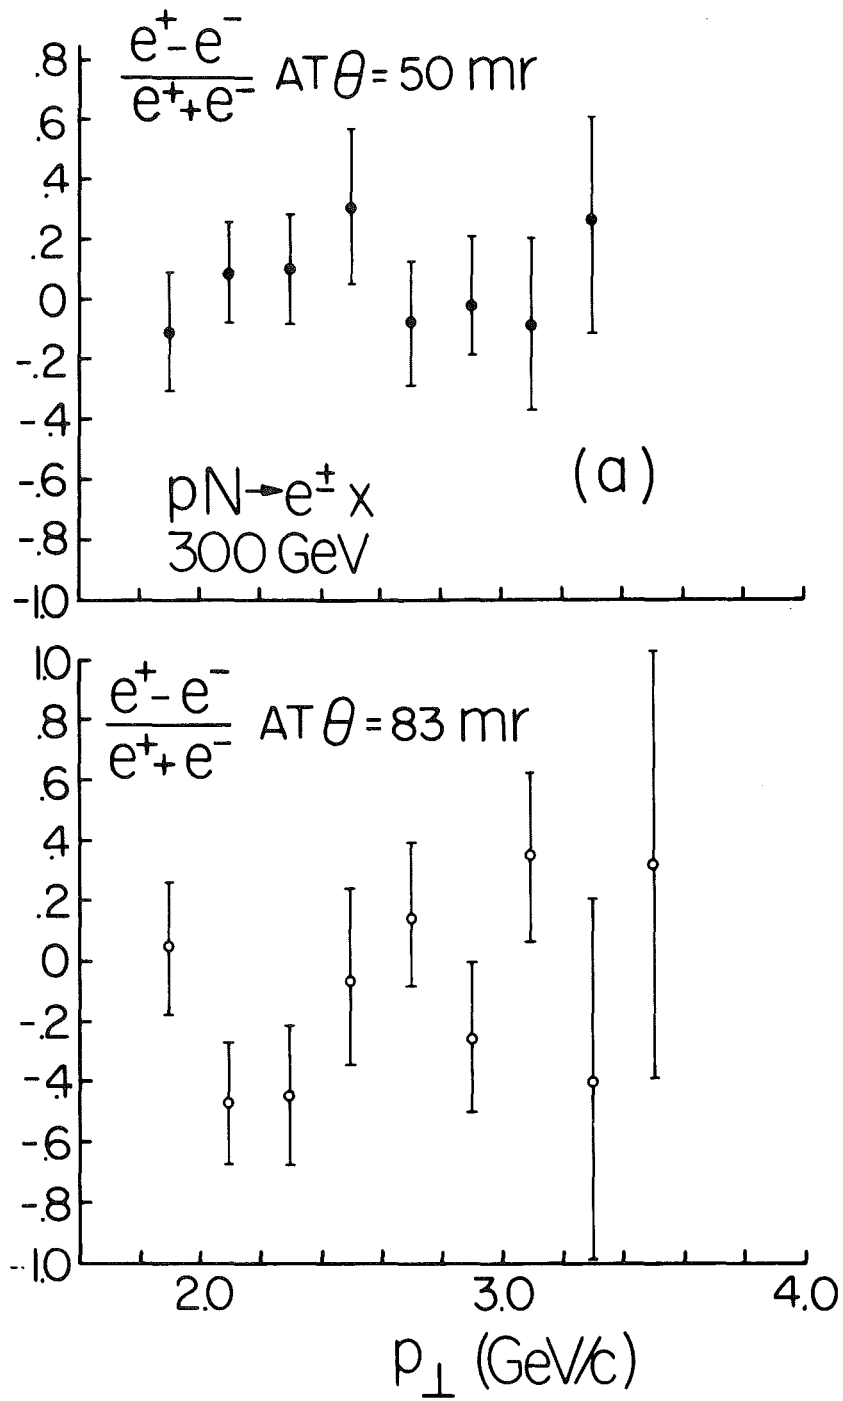 e⁺-e⁻
e⁺+e⁻
AT θ = 50 mr
.8
.6
.4
.2
0
-.2
-.4
-.6
-.8
-1.0
(a)
pN→e± x
300 GeV
e⁺-e⁻
e⁺+e⁻
AT θ = 83 mr
1.0
.8
.6
.4
.2
0
-.2
-.4
-.6
-.8
-1.0
2.0 3.0 4.0
p⊥ (GeV/c)